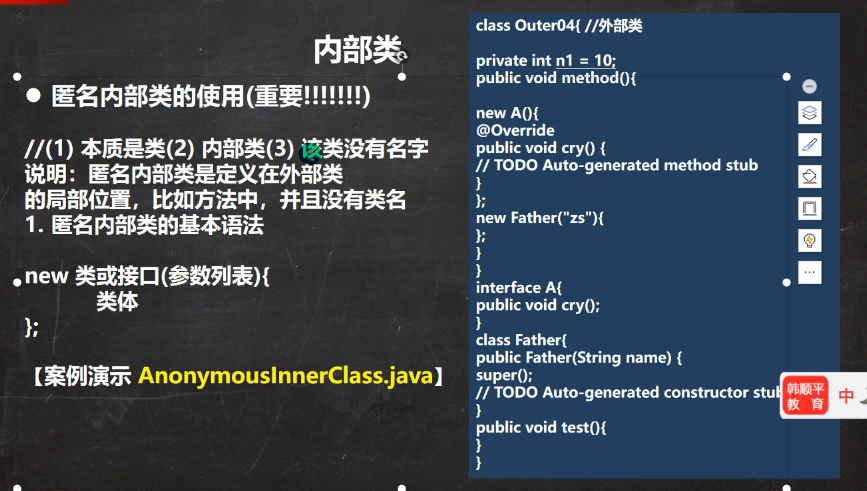 内部类
● 匿名内部类的使用(重要!!!!!!!)
//(1) 本质是类(2) 内部类(3) 该类没有名字
说明：匿名内部类是定义在外部类
的局部位置，比如方法中，并且没有类名
1. 匿名内部类的基本语法
new 类或接口(参数列表){
类体
};
【案例演示 AnonymousInnerClass.java】
class Outer04{ //外部类
private int n1 = 10;
public void method(){
new A(){
@Override
public void cry() {
// TODO Auto-generated method stub
}
};
new Father("zs"){
};
}
}
interface A{
public void cry();
}
class Father{
public Father(String name) {
super();
// TODO Auto-generated constructor stub
}
public void test(){
}
}
韩顺平
教 育
中